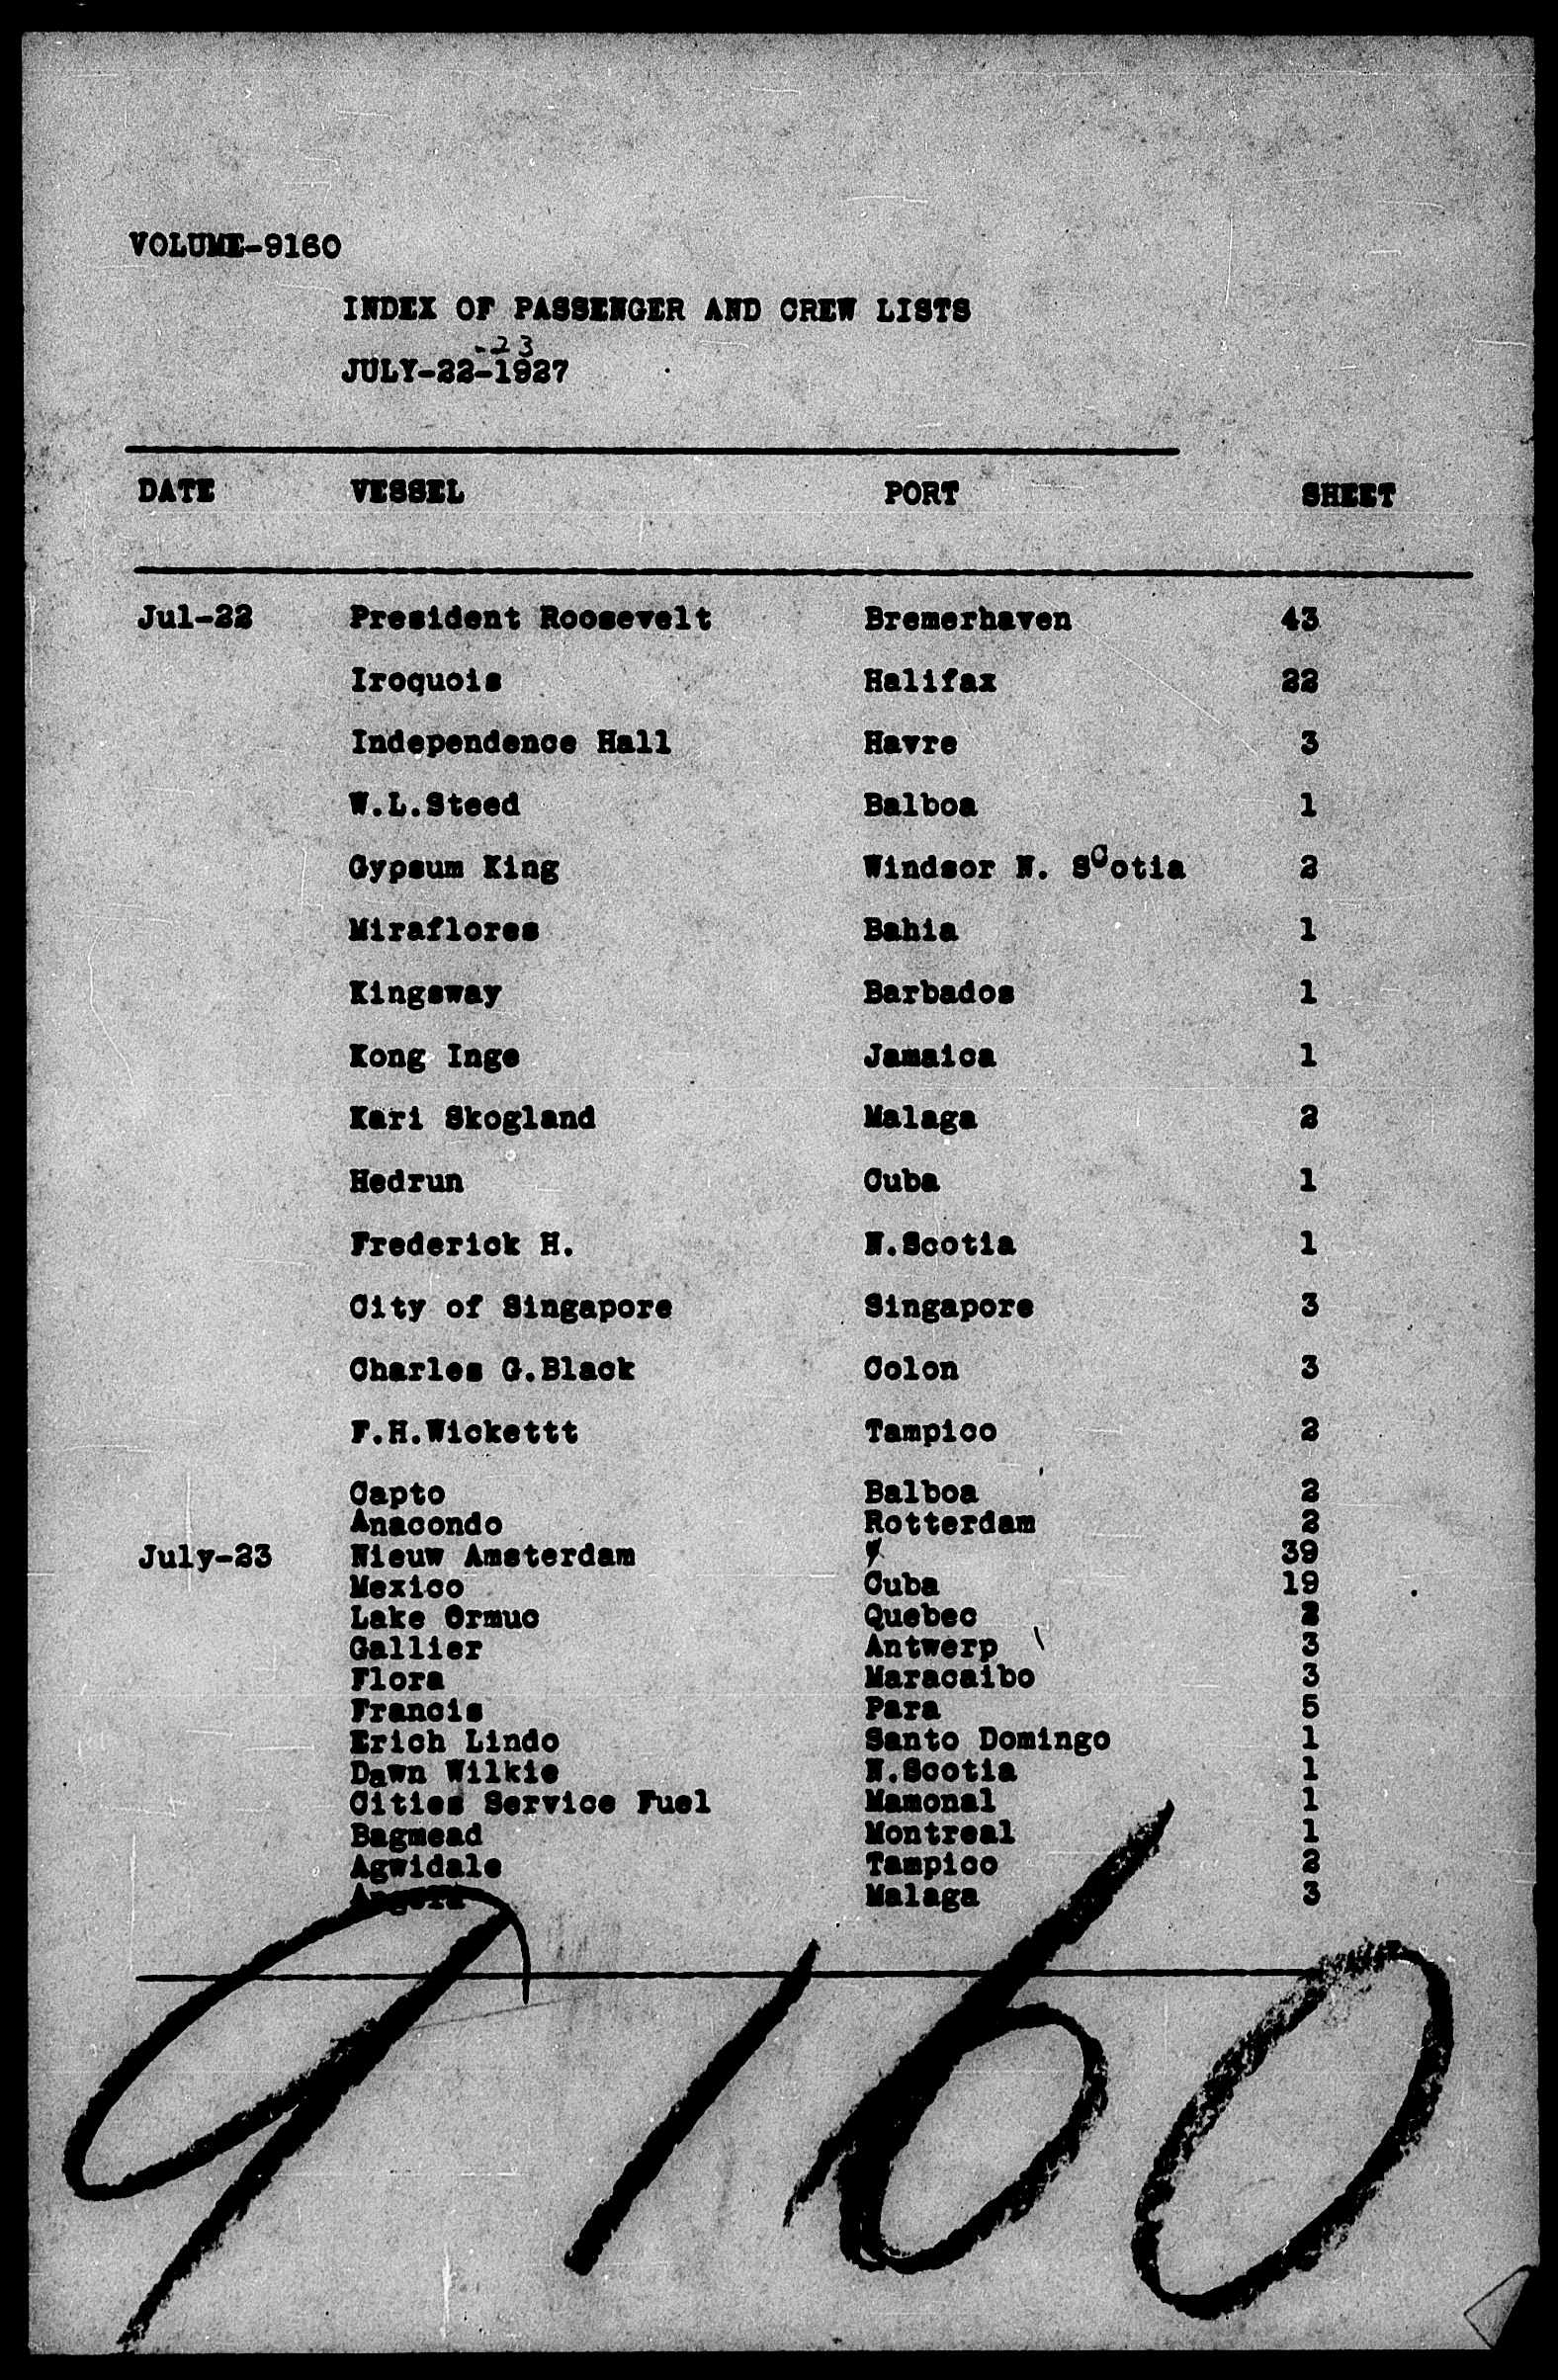 VOLUME-9160
INDEX OF PASSENGER AND CREW LISTS
-23
JULY-22-1927
DATE VESSEL PORT SHEET
Jul-22 President Roosevelt Bremerhaven 43
Iroquois Halifax 22
Independence Hall Havre 3
W.L.Steed Balboa 1
Gypsum King Windsor N. Scotia 2
Miraflores Bahia 1
Kingsway Barbados 1
Kong Inge Jamaica 1
Kari Skogland Malaga 2
Hedrun Cuba 1
Frederick H. N.Scotia 1
City of Singapore Singapore 3
Charles G.Black Colon 3
F.H.Wickettt Tampico 2
Capto Balboa 2
Anacondo Rotterdam 2
July-23 Nieuw Amsterdam 39
Mexico Cuba 19
Lake Ormuc Quebec 2
Gallier Antwerp 3
Flora Maracaibo 3
Francis Para 5
Erich Lindo Santo Domingo 1
Dawn Wilkie N.Scotia 1
Cities Service Fuel Mamonal 1
Bagmead Montreal 1
Agwidale Tampico 2
Malaga 3
9160